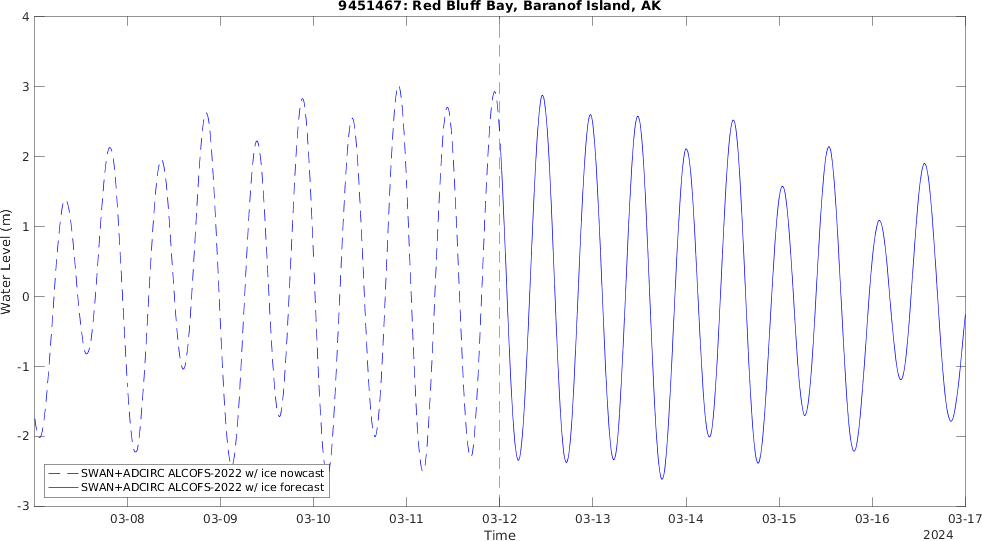 9451467: Red Bluff Bay, Baranof Island, AK
4
3
2
1
0
-1
-2
-3
Water Level (m)
SWAN+ADCIRC ALCOFS-2022 w/ ice nowcast
SWAN+ADCIRC ALCOFS-2022 w/ ice forecast
03-08 03-09 03-10 03-11 03-12 03-13 03-14 03-15 03-16 03-17
Time
2024